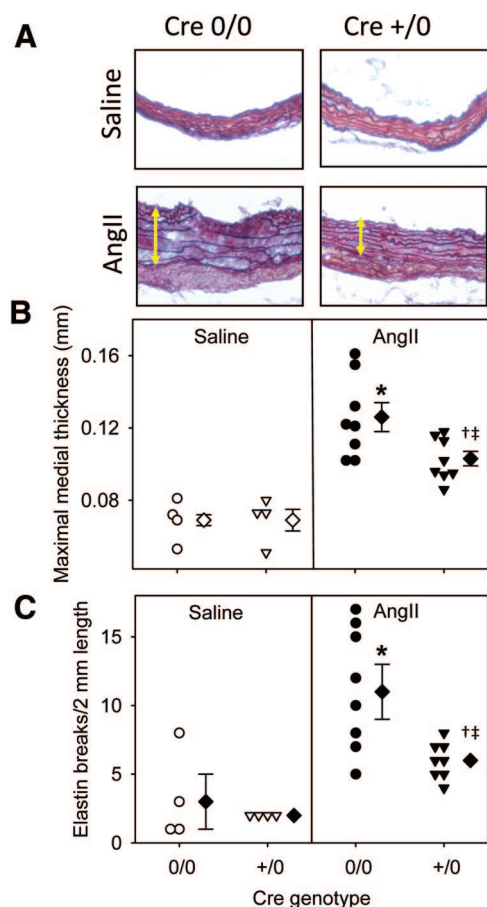 A
Cre 0/0
Cre +/0
Saline
AngII
B
Maximal medial thickness (mm)
Saline
AngII
0.16
0.12
0.08
*
†‡
C
Elastin breaks/2 mm length
Saline
AngII
15
10
5
0
*
†‡
0/0
+/0
0/0
+/0
Cre genotype